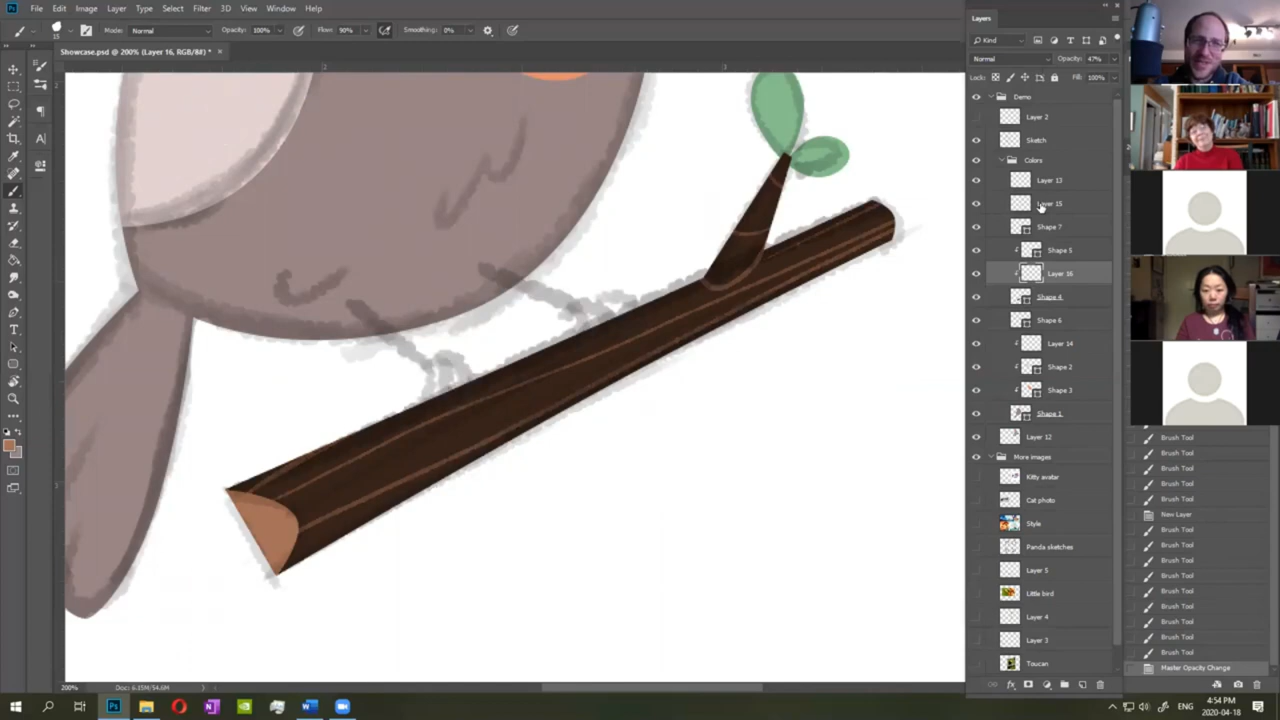 File Edit Image Layer Type Select Filter 3D View Window Help
15 Mode: Normal Opacity: 100% Flow: 90% Smoothing: 0%
Showcase.psd @ 200% (Layer 16, RGB/8#) * ×
Layers
Kind
Normal Opacity: 47%
Lock: Fill: 100%
Demo
Layer 2
Sketch
Colors
Layer 13
Layer 15
Shape 7
Shape 5
Layer 16
Shape 4
Shape 6
Layer 14
Shape 2
Shape 3
Shape 1
Layer 12
More images
Kitty avatar
Cat photo
Style
Panda sketches
Layer 5
Little bird
Layer 4
Layer 3
Toucan
Brush Tool
Brush Tool
Brush Tool
Brush Tool
Brush Tool
New Layer
Brush Tool
Brush Tool
Brush Tool
Brush Tool
Brush Tool
Brush Tool
Brush Tool
Brush Tool
Brush Tool
Master Opacity Change
200% Doc: 6.15M/54.6M
ENG 4:54 PM
2020-04-18